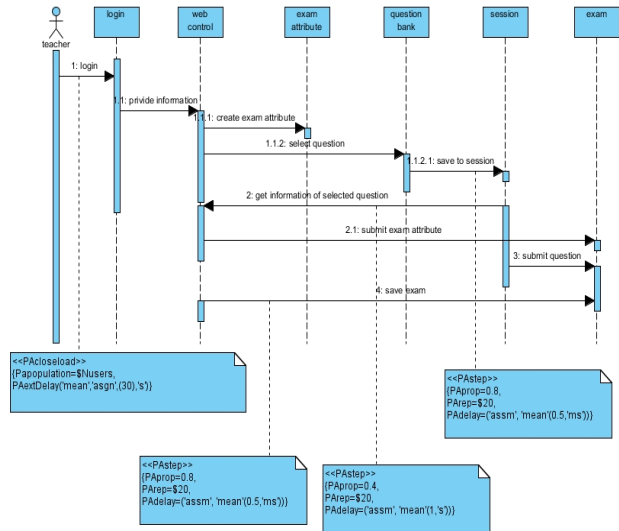 login
web
control
exam
attribute
question
bank
session
exam
teacher
1: login
1.1: privide information
1.1.1: create exam attribute
1.1.2: select question
1.1.2.1: save to session
2: get information of selected question
2.1: submit exam attribute
3: submit question
4: save exam
<<PAcloseload>>
{Papopulation=$Nusers,
PAextDelay('mean','asgn',(30),'s')}
<<PAstep>>
{PAprop=0.8,
PArep=$20,
PAdelay=('assm', 'mean'(0.5,'ms'))}
<<PAstep>>
{PAprop=0.8,
PArep=$20,
PAdelay=('assm', 'mean'(0.5,'ms'))}
<<PAstep>>
{PAprop=0.4,
PArep=$20,
PAdelay=('assm', 'mean'(1,'s'))}